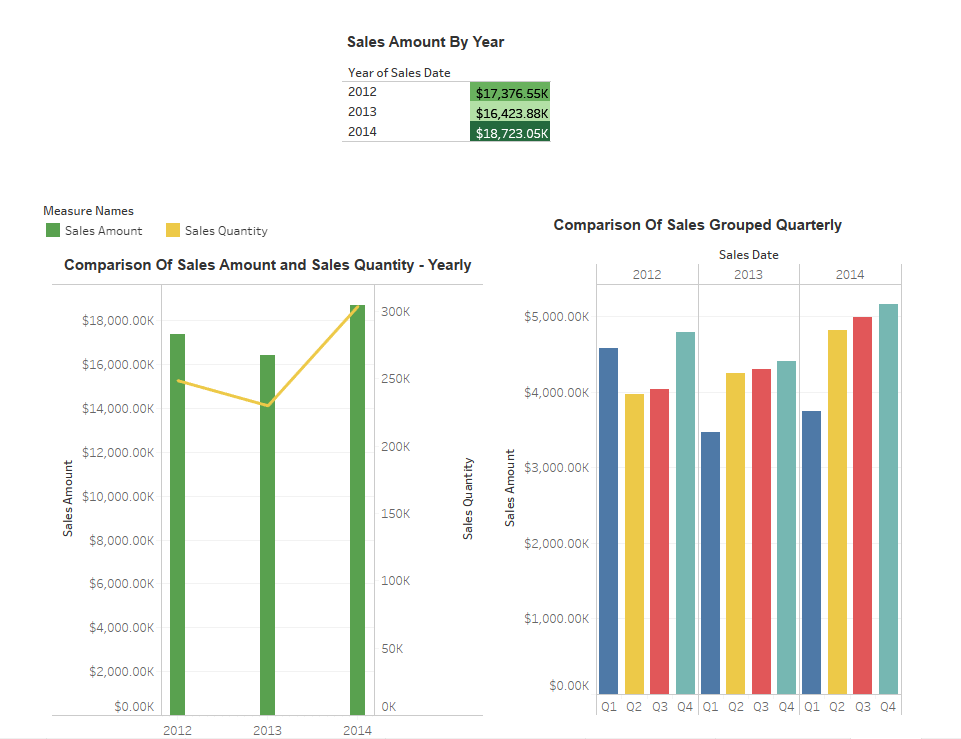 Sales Amount By Year
Year of Sales Date
2012 $17,376.55K
2013 $16,423.88K
2014 $18,723.05K
Measure Names
Sales Amount Sales Quantity
Comparison Of Sales Amount and Sales Quantity - Yearly
Sales Amount
$18,000.00K
$16,000.00K
$14,000.00K
$12,000.00K
$10,000.00K
$8,000.00K
$6,000.00K
$4,000.00K
$2,000.00K
$0.00K
300K
250K
200K
150K
100K
50K
0K
Sales Quantity
2012 2013 2014
Comparison Of Sales Grouped Quarterly
Sales Date
2012 2013 2014
Sales Amount
$5,000.00K
$4,000.00K
$3,000.00K
$2,000.00K
$1,000.00K
$0.00K
Q1 Q2 Q3 Q4 Q1 Q2 Q3 Q4 Q1 Q2 Q3 Q4